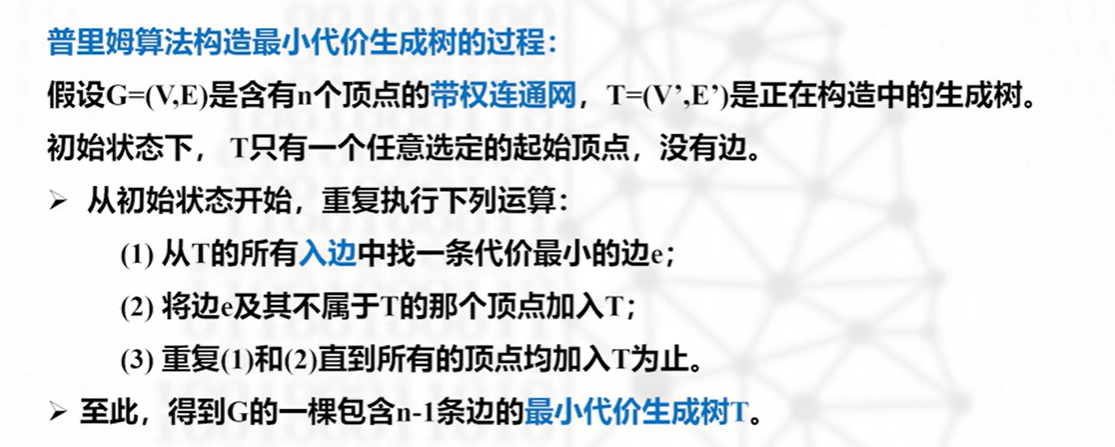 普里姆算法构造最小代价生成树的过程：
假设G=(V,E)是含有n个顶点的带权连通网，T=(V’,E’)是正在构造中的生成树。
初始状态下， T只有一个任意选定的起始顶点，没有边。
➢ 从初始状态开始，重复执行下列运算：
(1) 从T的所有入边中找一条代价最小的边e；
(2) 将边e及其不属于T的那个顶点加入T；
(3) 重复(1)和(2)直到所有的顶点均加入T为止。
➢ 至此，得到G的一棵包含n-1条边的最小代价生成树T。